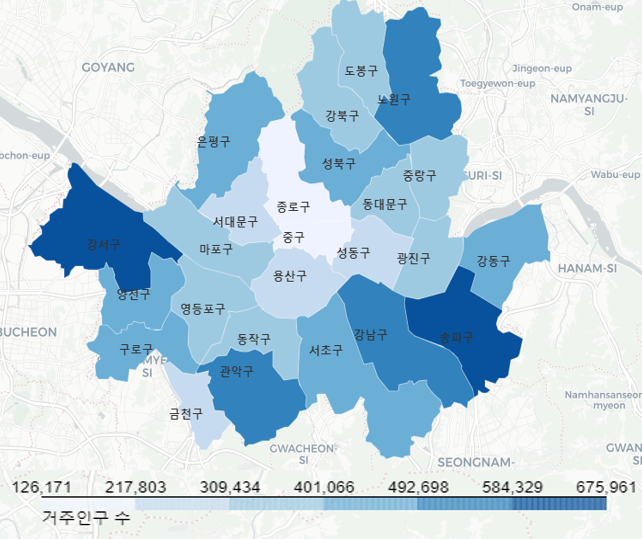 Onam-eup
도봉구
GOYANG
Jingeon-eup
Toegyewon-eup
노원구
NAMYANGJU-
SI
강북구
은평구
성북구
중랑구
GURI-SI
Wabu-eup
종로구
동대문구
서대문구
중구
강서구
마포구
성동구
광진구
강동구
HANAM-SI
용산구
양천구
영등포구
BUCHEON
동작구
강남구
송파구
구로구
서초구
SI
관악구
Namhansanseong-
myeon
금천구
GWACHEON-
SI
SEONGNAM-
126,171 217,803 309,434 401,066 492,698 584,329 675,961
거주인구 수